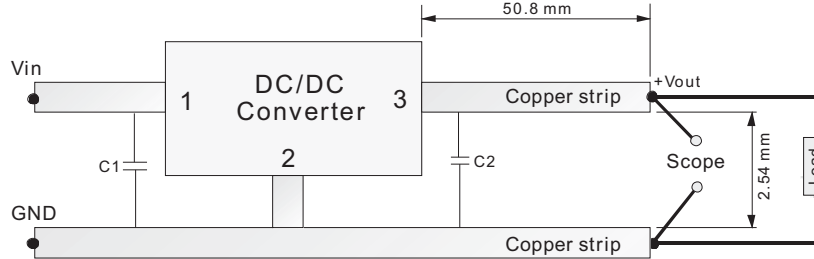 50.8 mm
Vin
DC/DC
Converter
1
3
2
Copper strip
+Vout
C1
C2
Scope
2.54 mm
GND
Copper strip